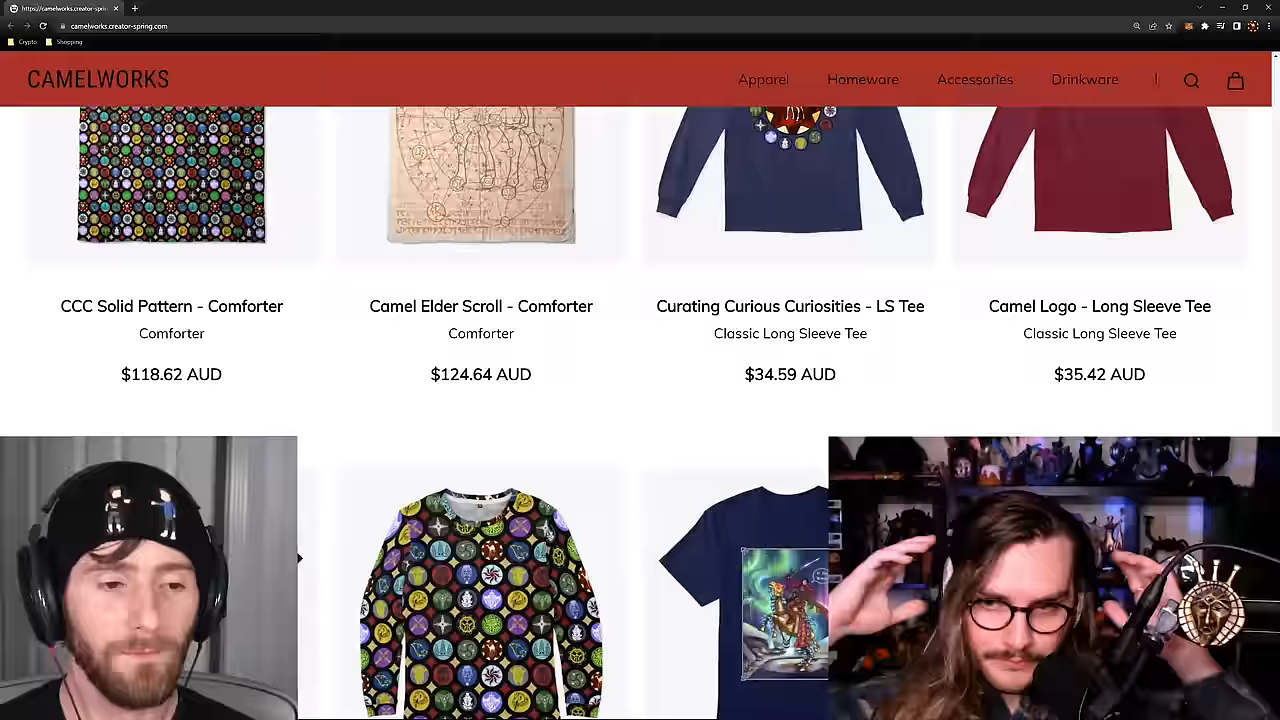 https://camelworks.creator-sprin
camelworks.creator-spring.com
Crypto
Shopping
CAMELWORKS
Apparel
Homeware
Accessories
Drinkware
CCC Solid Pattern - Comforter
Comforter
$118.62 AUD
Camel Elder Scroll - Comforter
Comforter
$124.64 AUD
Curating Curious Curiosities - LS Tee
Classic Long Sleeve Tee
$34.59 AUD
Camel Logo - Long Sleeve Tee
Classic Long Sleeve Tee
$35.42 AUD